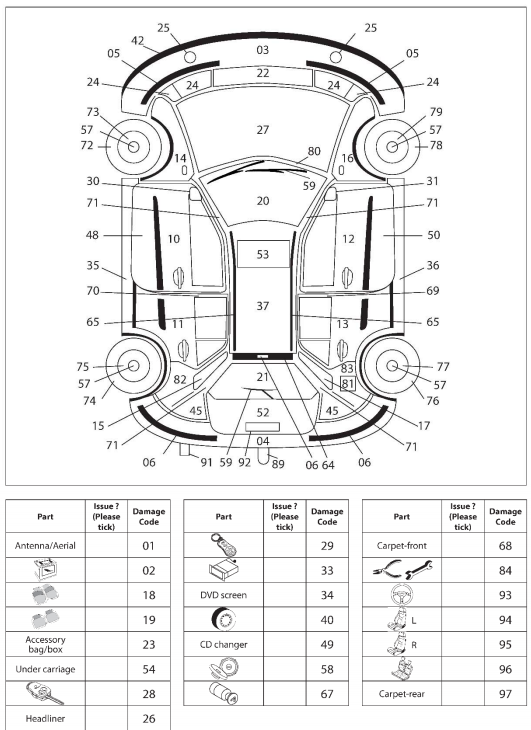 25 25
42 03
05 05
22
24 24 24 24
73 79
57 27 57
72 80 78
14 16
30 59 31
71 20 71
48 10 53 12 50
35 36
70 37 69
65 11 13 65
75 83 77
57 82 21 81 57
74 76
15 45 52 45 17
71 04 71
06 91 59 92 89 06 64 06
Part Issue ? (Please tick) Damage Code
Antenna/Aerial 01
02
18
19
Accessory bag/box 23
Under carriage 54
28
Headliner 26
Part Issue ? (Please tick) Damage Code
29
33
DVD screen 34
40
CD changer 49
58
67
Part Issue ? (Please tick) Damage Code
Carpet-front 68
84
93
L 94
R 95
96
Carpet-rear 97